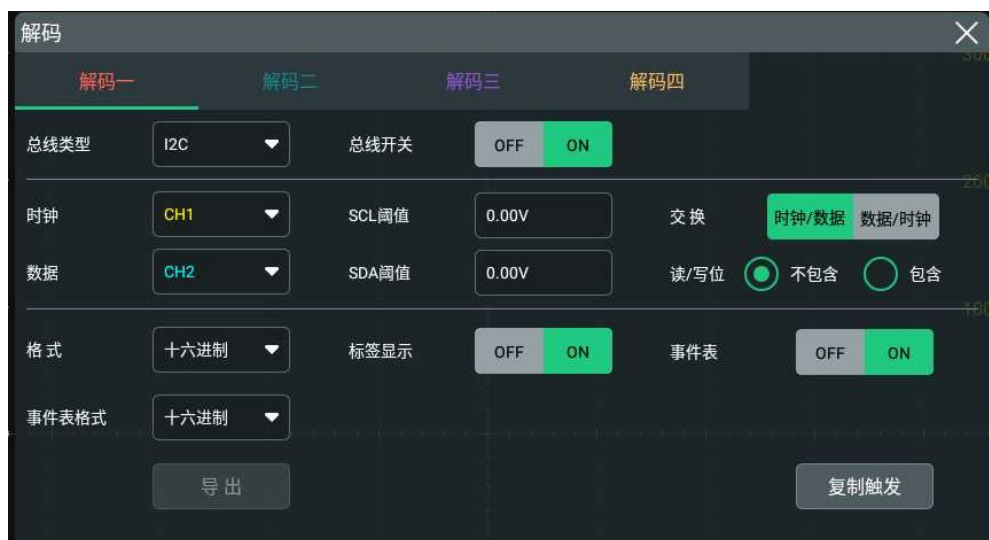 解码
解码一 解码二 解码三 解码四
总线类型 I2C 总线开关 OFF ON
时钟 CH1 SCL阈值 0.00V 交换 时钟/数据 数据/时钟
数据 CH2 SDA阈值 0.00V 读/写位 不包含 包含
格式 十六进制 标签显示 OFF ON 事件表 OFF ON
事件表格式 十六进制
导出 复制触发